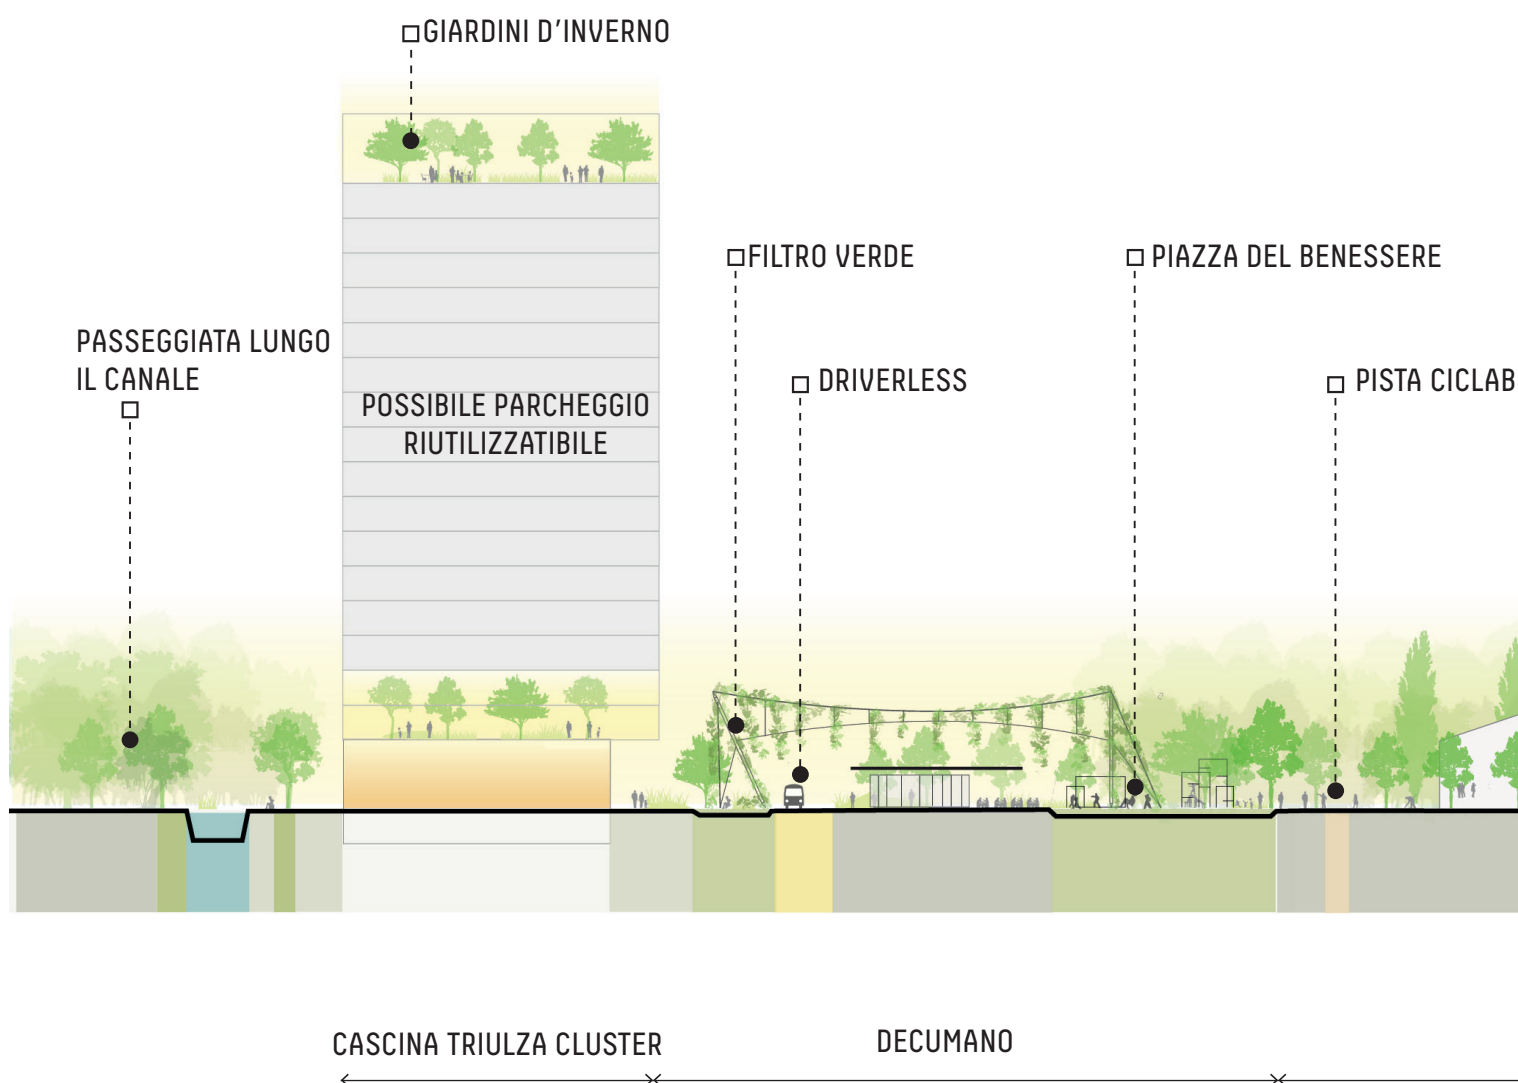 GIARDINI D'INVERNO
FILTRO VERDE
PIAZZA DEL BENESSERE
PASSEGGIATA LUNGO
IL CANALE
DRIVERLESS
PISTA CICLAB
POSSIBILE PARCHEGGIO
RIUTILIZZATIBILE
CASCINA TRIULZA CLUSTER
DECUMANO